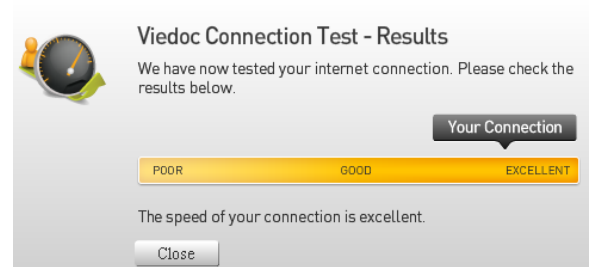 Viedoc Connection Test - Results
We have now tested your internet connection. Please check the
results below.
Your Connection
POOR GOOD EXCELLENT
The speed of your connection is excellent.
Close